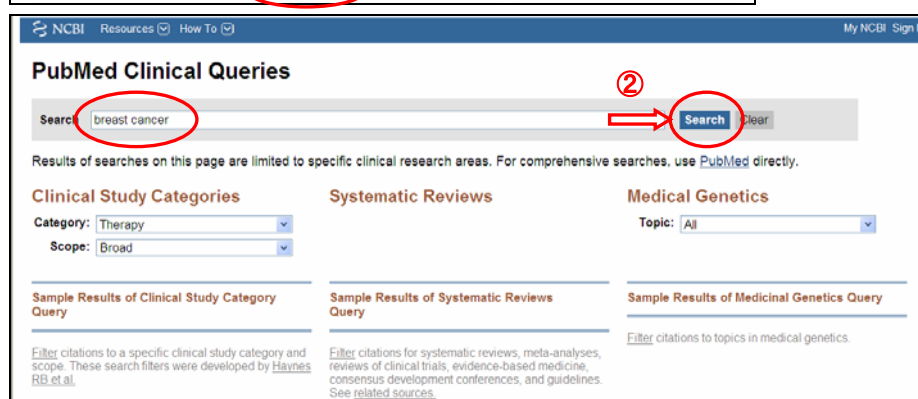 NCBI Resources How To My NCBI Sign
PubMed Clinical Queries
②
Search breast cancer Search Clear
Results of searches on this page are limited to specific clinical research areas. For comprehensive searches, use PubMed directly.
Clinical Study Categories
Category: Therapy
Scope: Broad
Systematic Reviews
Medical Genetics
Topic: All
Sample Results of Clinical Study Category
Query
Filter citations to a specific clinical study category and
scope. These search filters were developed by Haynes
RB et al.
Sample Results of Systematic Reviews
Query
Filter citations for systematic reviews, meta-analyses,
reviews of clinical trials, evidence-based medicine,
consensus development conferences, and guidelines.
See related sources.
Sample Results of Medicinal Genetics Query
Filter citations to topics in medical genetics.